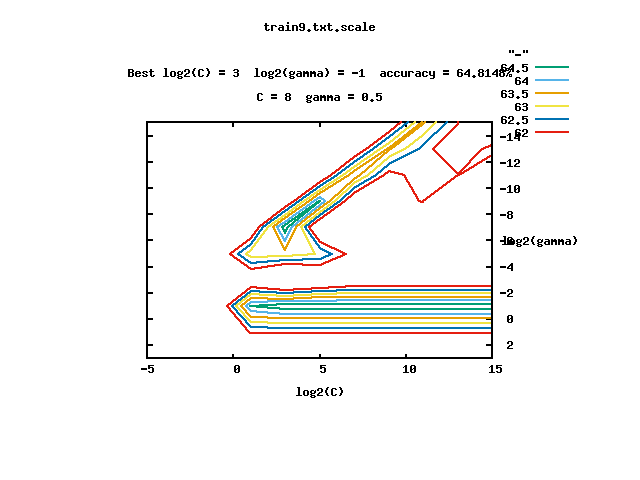 train9.txt.scale
"-"
Best log2(C) = 3  log2(gamma) = -1  accuracy = 64.8148%
64.5
64
C = 8  gamma = 0.5
63.5
63
62.5
62
-14
-12
-10
-8
-6
log2(gamma)
-4
-2
0
2
-5 0 5 10 15
log2(C)